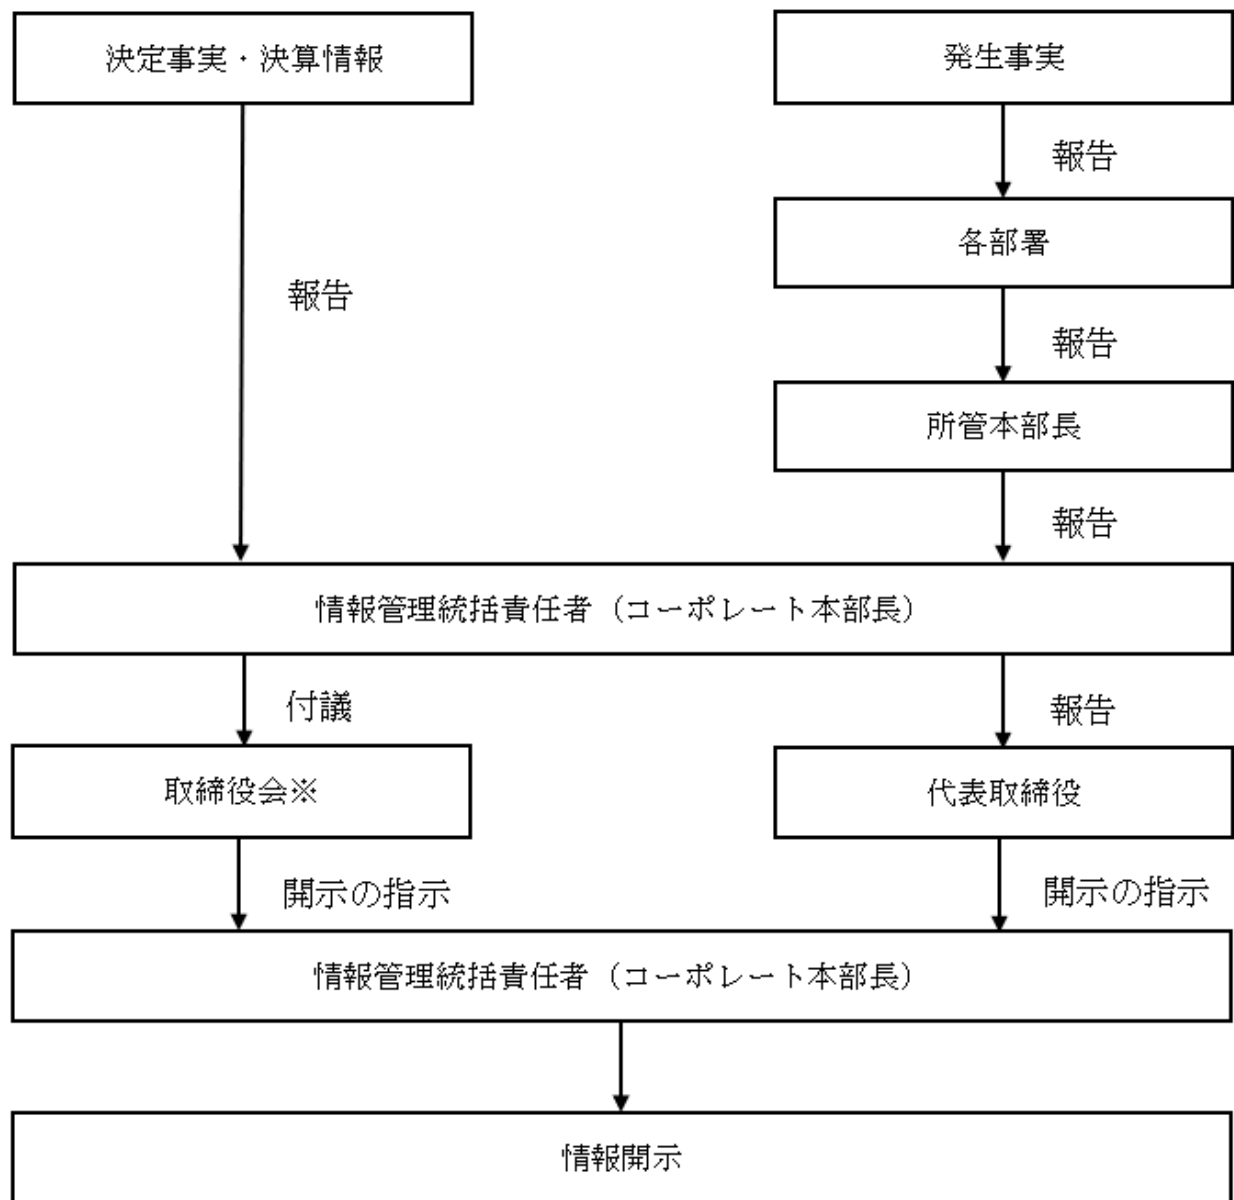 決定事実・決算情報
発生事実
報告
各部署
報告
報告
所管本部長
報告
情報管理統括責任者（コーポレート本部長）
付議
報告
取締役会※
代表取締役
開示の指示
開示の指示
情報管理統括責任者（コーポレート本部長）
情報開示